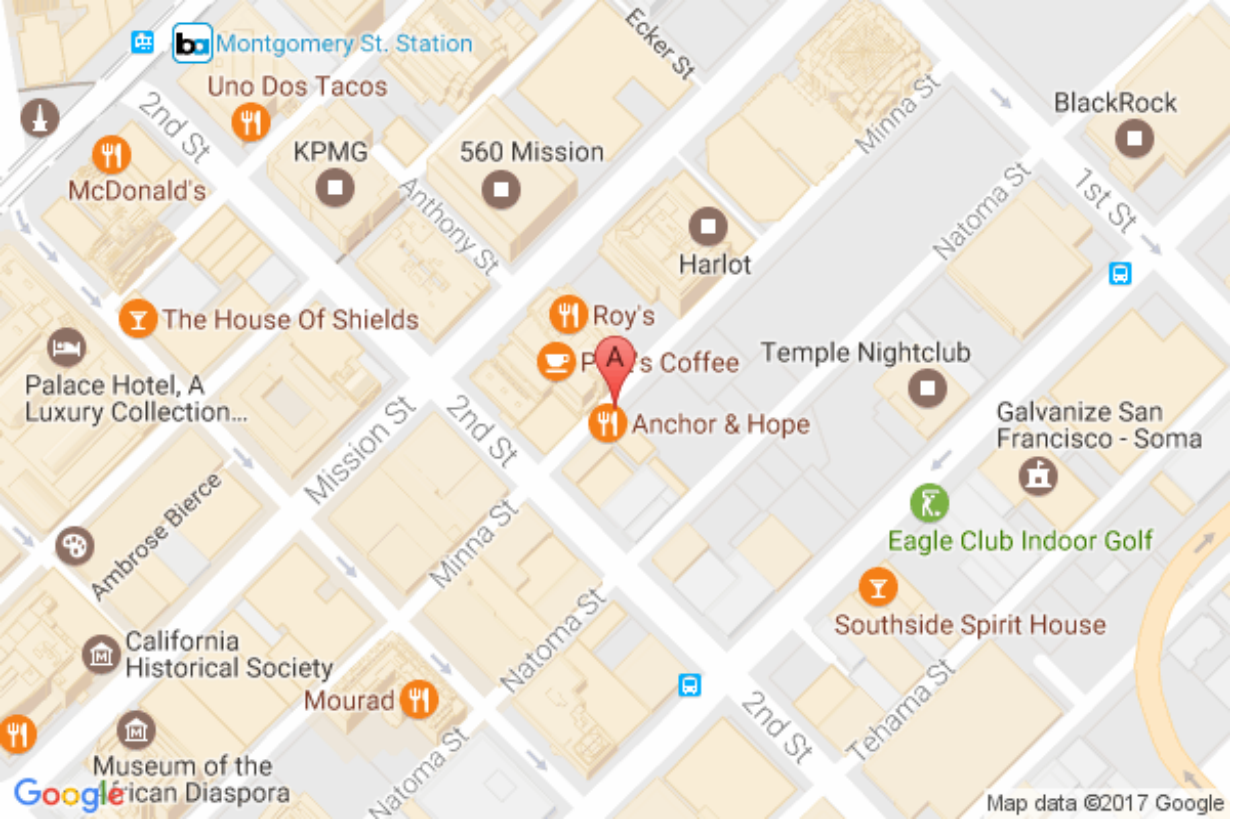 Ecker St
ba
Montgomery St. Station
Uno Dos Tacos
2nd St
KPMG
560 Mission
Minna St
BlackRock
McDonald's
Anthony St
Natoma St
1st St
Harlot
The House Of Shields
Roy's
A
's Coffee
Temple Nightclub
Palace Hotel, A
Luxury Collection...
Mission St
2nd St
Anchor & Hope
Galvanize San
Francisco - Soma
Ambrose Bierce
Minna St
Eagle Club Indoor Golf
Natoma St
Southside Spirit House
California
Historical Society
Mourad
2nd St
Tehama St
Natoma St
Museum of the
rican Diaspora
Google
Map data ©2017 Google